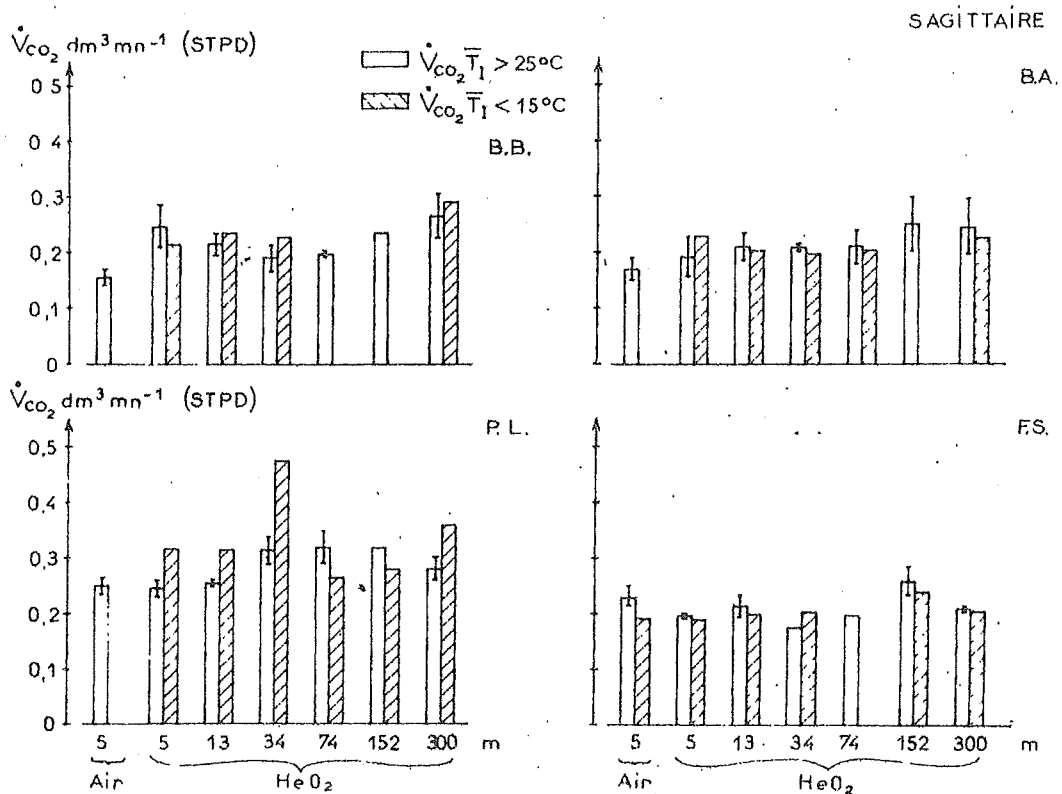 SAGITTAIRE
V̇CO₂ dm³ mn⁻¹ (STPD)
V̇CO₂ T̅I > 25°C
V̇CO₂ T̅I < 15°C
B.B.
B.A.
0 5
0 4
0,3
0,2
0,1
0
V̇CO₂ dm³ mn⁻¹ (STPD)
P.L.
F.S.
0,5
0,4
0,3
0,2
0,1
0
5 5 13 34 74 152 300 m
Air HeO₂
5 5 13 34 74 152 300 m
Air HeO₂